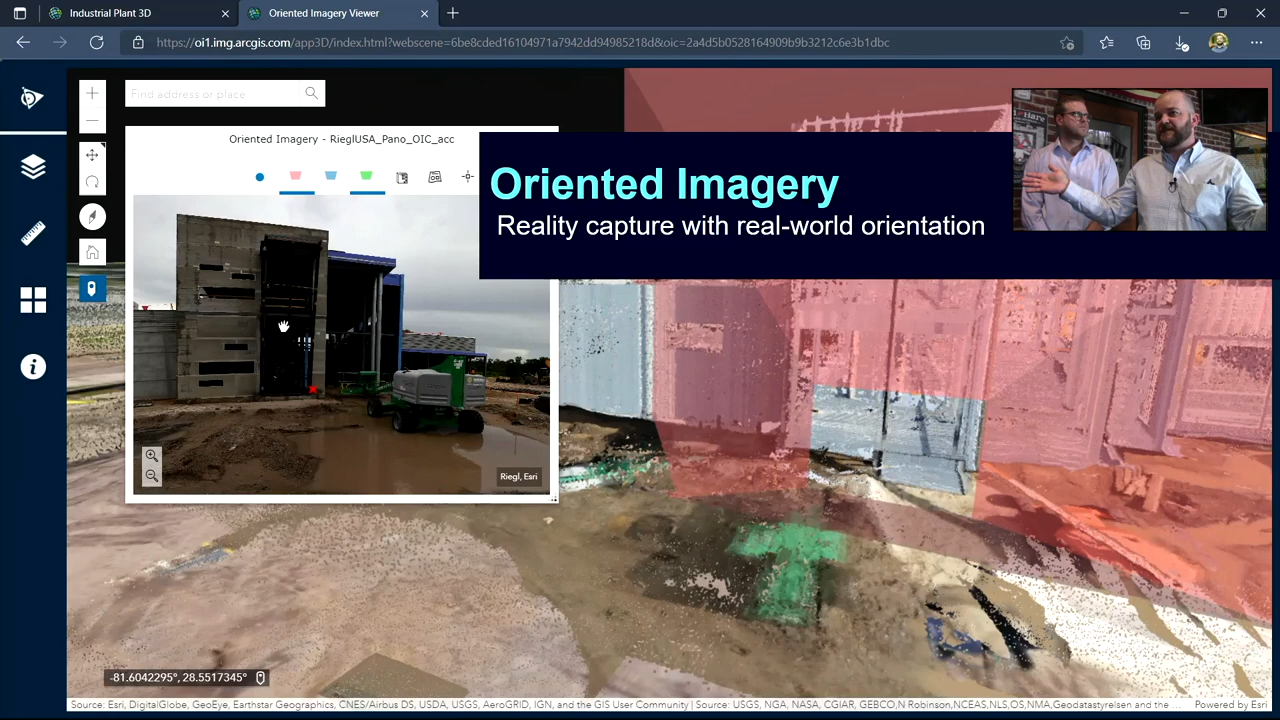 Industrial Plant 3D
Oriented Imagery Viewer
https://oi1.img.arcgis.com/app3D/index.html?webscene=6be8cded16104971a7942dd94985218d&oic=2a4d5b0528164909b9b3212c6e3b1dbc
Find address or place
Oriented Imagery - RieglUSA_Pano_OIC_acc
Oriented Imagery
Reality capture with real-world orientation
Riegl, Esri
-81.6042295°, 28.5517345°
Source: Esri, DigitalGlobe, GeoEye, Earthstar Geographics, CNES/Airbus DS, USDA, USGS, AeroGRID, IGN, and the GIS User Community | Source: USGS, NGA, NASA, CGIAR, GEBCO,N Robinson,NCEAS,NLS,OS,NMA,Geodatastyrelsen and the ...
Powered by Esri